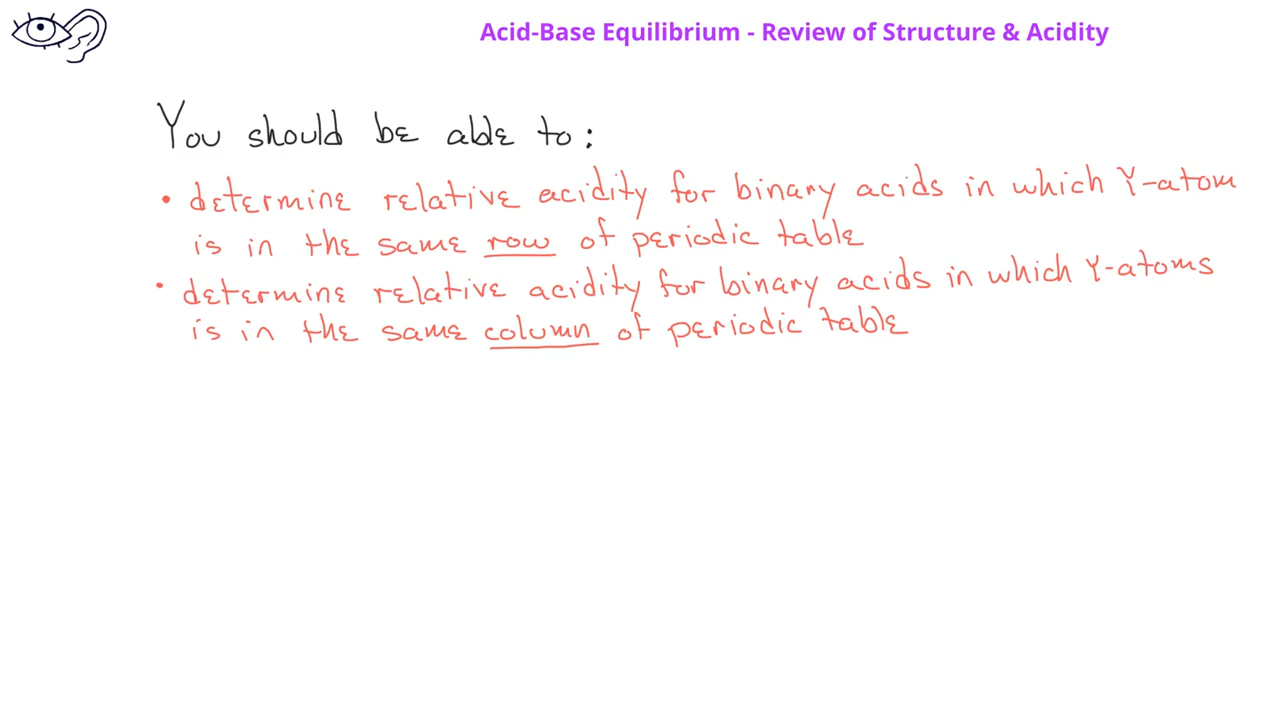 Acid-Base Equilibrium - Review of Structure & Acidity
You should be able to:
• determine relative acidity for binary acids in which Y-atom
is in the same row of periodic table
• determine relative acidity for binary acids in which Y-atoms
is in the same column of periodic table